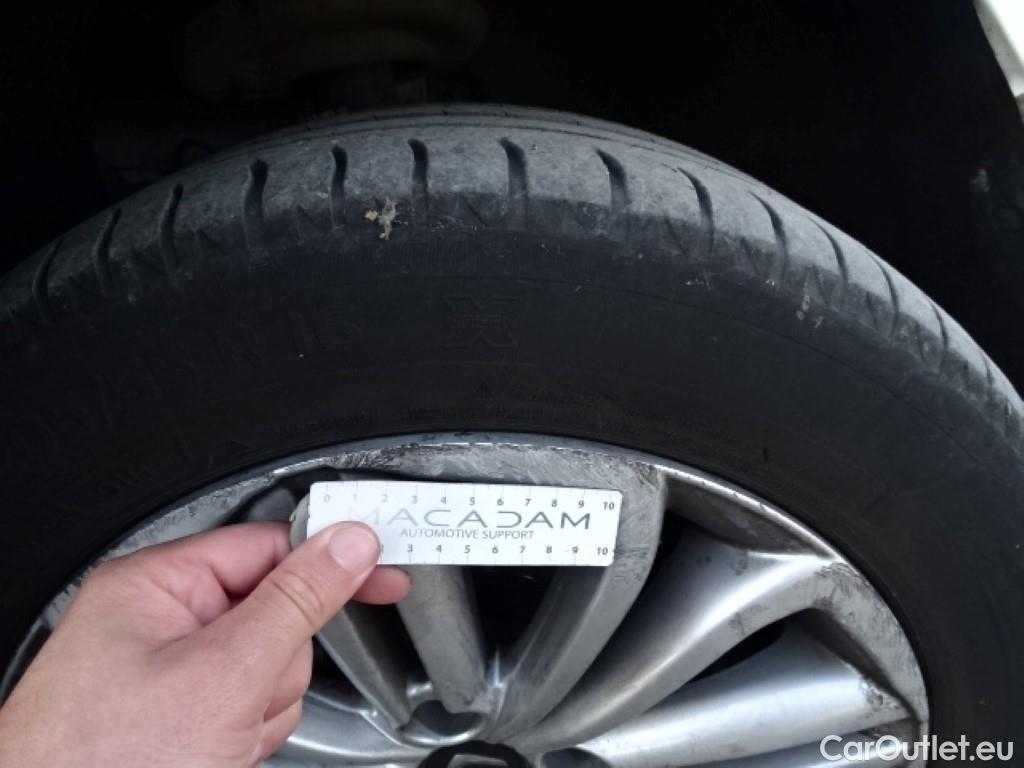 R 16
0 1 2 3 4 5 6 7 8 9 10
MACADAM
AUTOMOTIVE SUPPORT
3 4 5 6 7 8 9 10
CarOutlet.eu